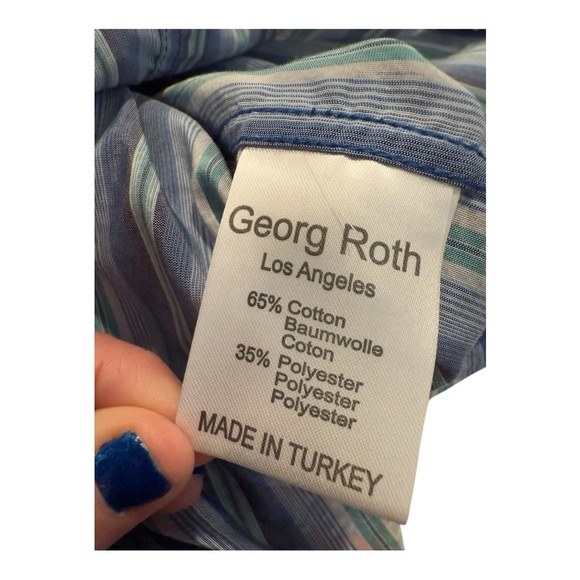 Georg Roth
Los Angeles
65% Cotton
Baumwolle
Coton
35% Polyester
Polyester
Polyester
MADE IN TURKEY